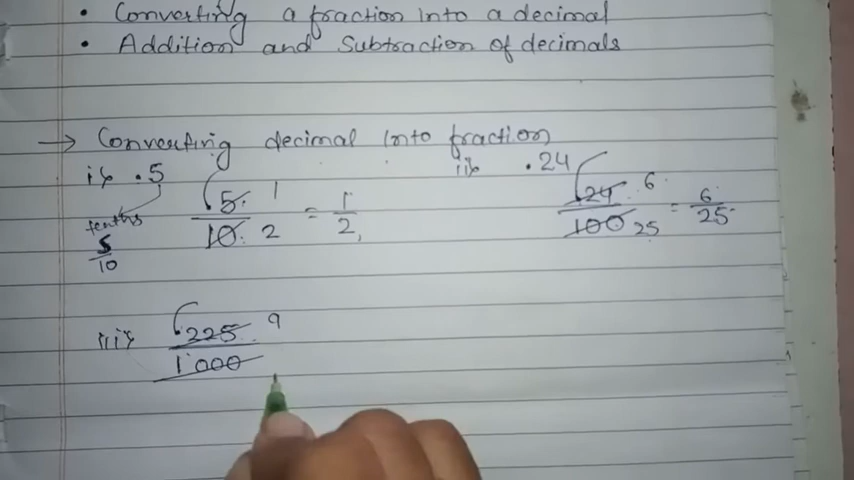 • Converting a fraction into a decimal
• Addition and Subtraction of decimals
→ Converting decimal into fraction
i) .5
tenths
5/10
5/10 1 2 = 1/2
ii) .24
24/100 6 25 = 6/25
iii) 225/1000 9